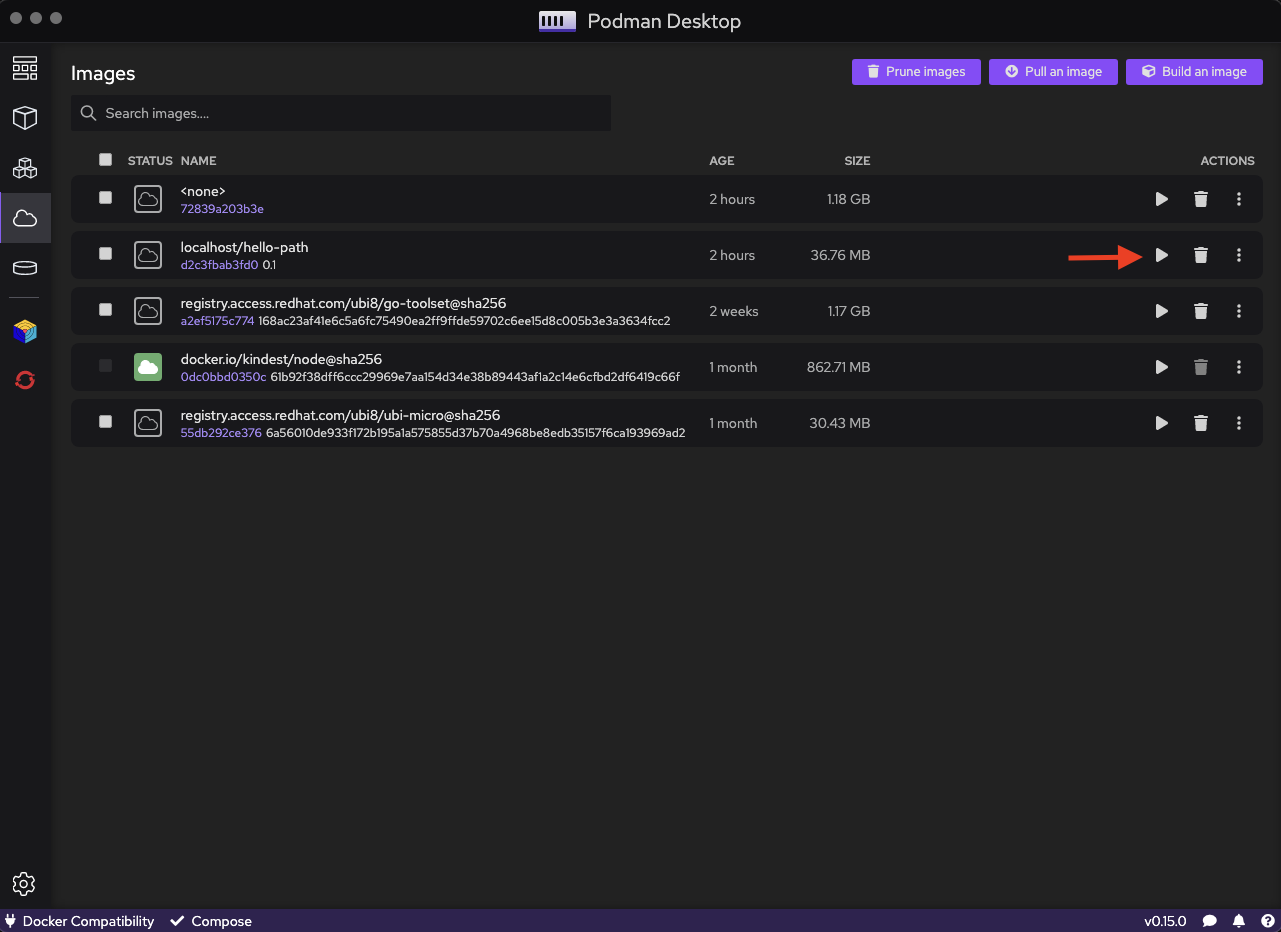 Podman Desktop
Images
Prune images
Pull an image
Build an image
Search images....
STATUS NAME AGE SIZE ACTIONS
<none>
72839a203b3e
2 hours
1.18 GB
localhost/hello-path
d2c3fbab3fd0 0.1
2 hours
36.76 MB
registry.access.redhat.com/ubi8/go-toolset@sha256
a2ef5175c774 168ac23af41e6c5a6fc75490ea2ff9ffde59702c6ee15d8c005b3e3a3634fcc2
2 weeks
1.17 GB
docker.io/kindest/node@sha256
0dc0bbd0350c 61b92f38dff6ccc29969e7aa154d34e38b89443af1a2c14e6cfbd2df6419c66f
1 month
862.71 MB
registry.access.redhat.com/ubi8/ubi-micro@sha256
55db292ce376 6a56010de933f172b195a1a575855d37b70a4968be8edb35157f6ca193969ad2
1 month
30.43 MB
Docker Compatibility
Compose
v0.15.0